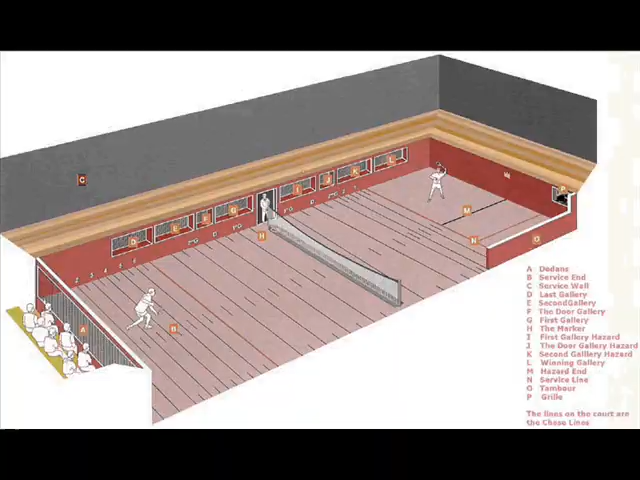 C
L
K
J
I
G
E
E
D
H
P
M
N
O
A
B
A Dedans
B Service End
C Service Wall
D Last Gallery
E SecondGallery
F The Door Gallery
G First Gallery
H The Marker
I First Gallery Hazard
J The Door Gallery Hazard
K Second Galllery Hazard
L Winning Gallery
M Hazard End
N Service Line
O Tambour
P Grille
The lines on the court are
the Chase Lines